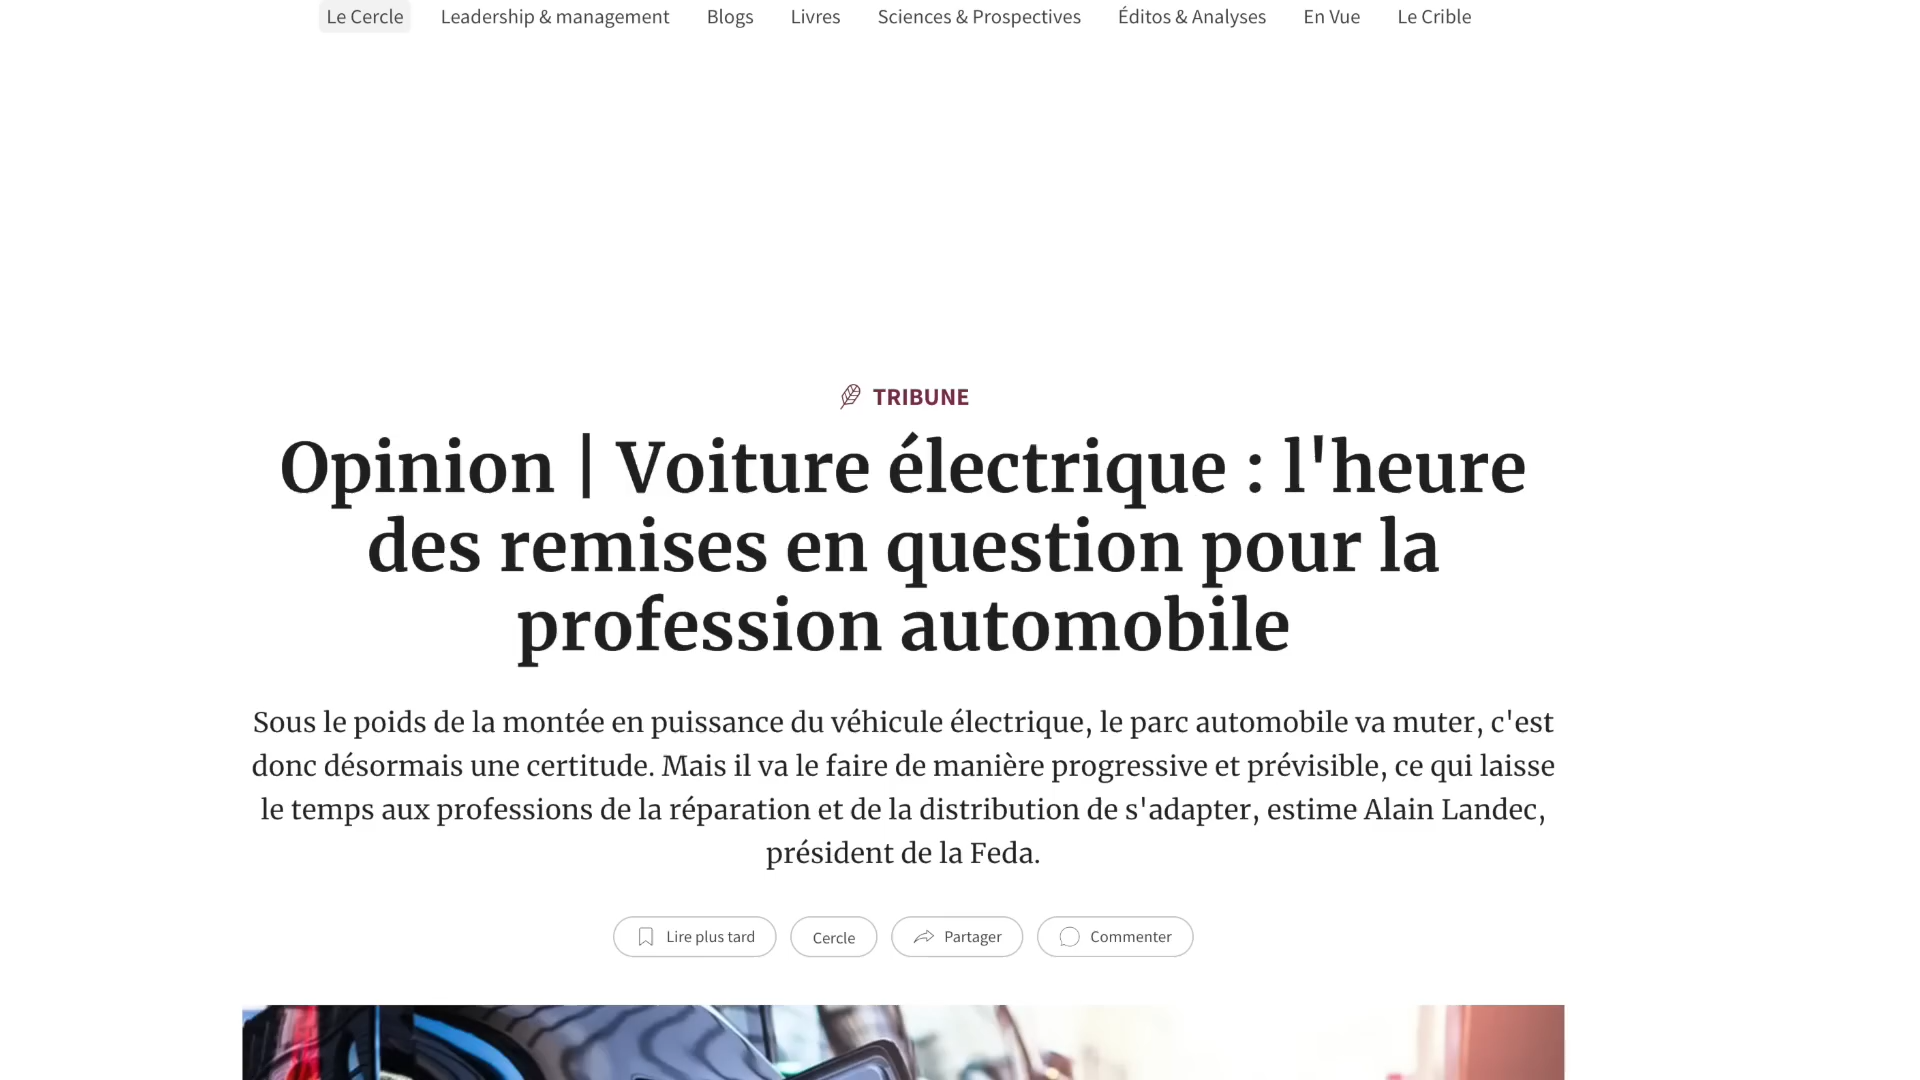 Le Cercle Leadership & management Blogs Livres Sciences & Prospectives Éditos & Analyses En Vue Le Crible
TRIBUNE
Opinion | Voiture électrique : l'heure
des remises en question pour la
profession automobile
Sous le poids de la montée en puissance du véhicule électrique, le parc automobile va muter, c'est
donc désormais une certitude. Mais il va le faire de manière progressive et prévisible, ce qui laisse
le temps aux professions de la réparation et de la distribution de s'adapter, estime Alain Landec,
président de la Feda.
Lire plus tard Cercle Partager Commenter